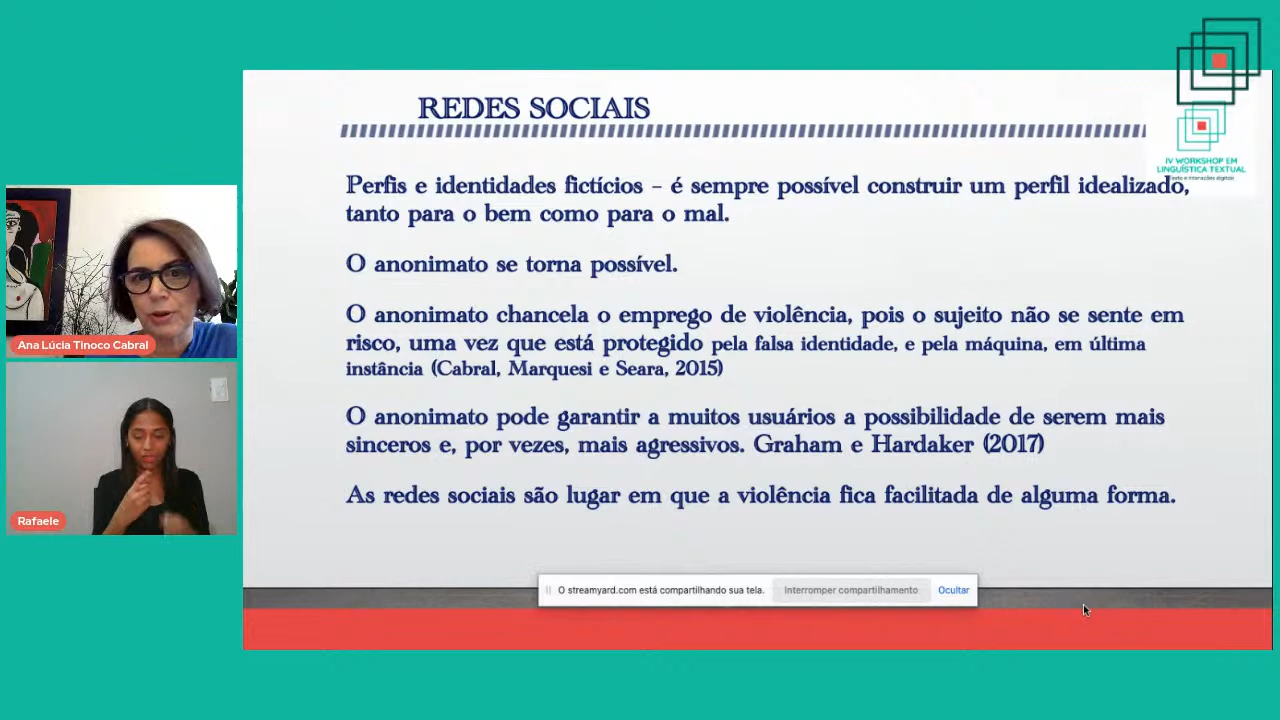 REDES SOCIAIS
IV WORKSHOP EM
LINGUÍSTICA TEXTUAL
Texto e interações digitais
Perfis e identidades fictícios – é sempre possível construir um perfil idealizado,
tanto para o bem como para o mal.
O anonimato se torna possível.
O anonimato chancela o emprego de violência, pois o sujeito não se sente em
risco, uma vez que está protegido pela falsa identidade, e pela máquina, em última
instância (Cabral, Marquesi e Seara, 2015)
O anonimato pode garantir a muitos usuários a possibilidade de serem mais
sinceros e, por vezes, mais agressivos. Graham e Hardaker (2017)
As redes sociais são lugar em que a violência fica facilitada de alguma forma.
Ana Lúcia Tinoco Cabral
Rafaele
O streamyard.com está compartilhando sua tela. Interromper compartilhamento Ocultar